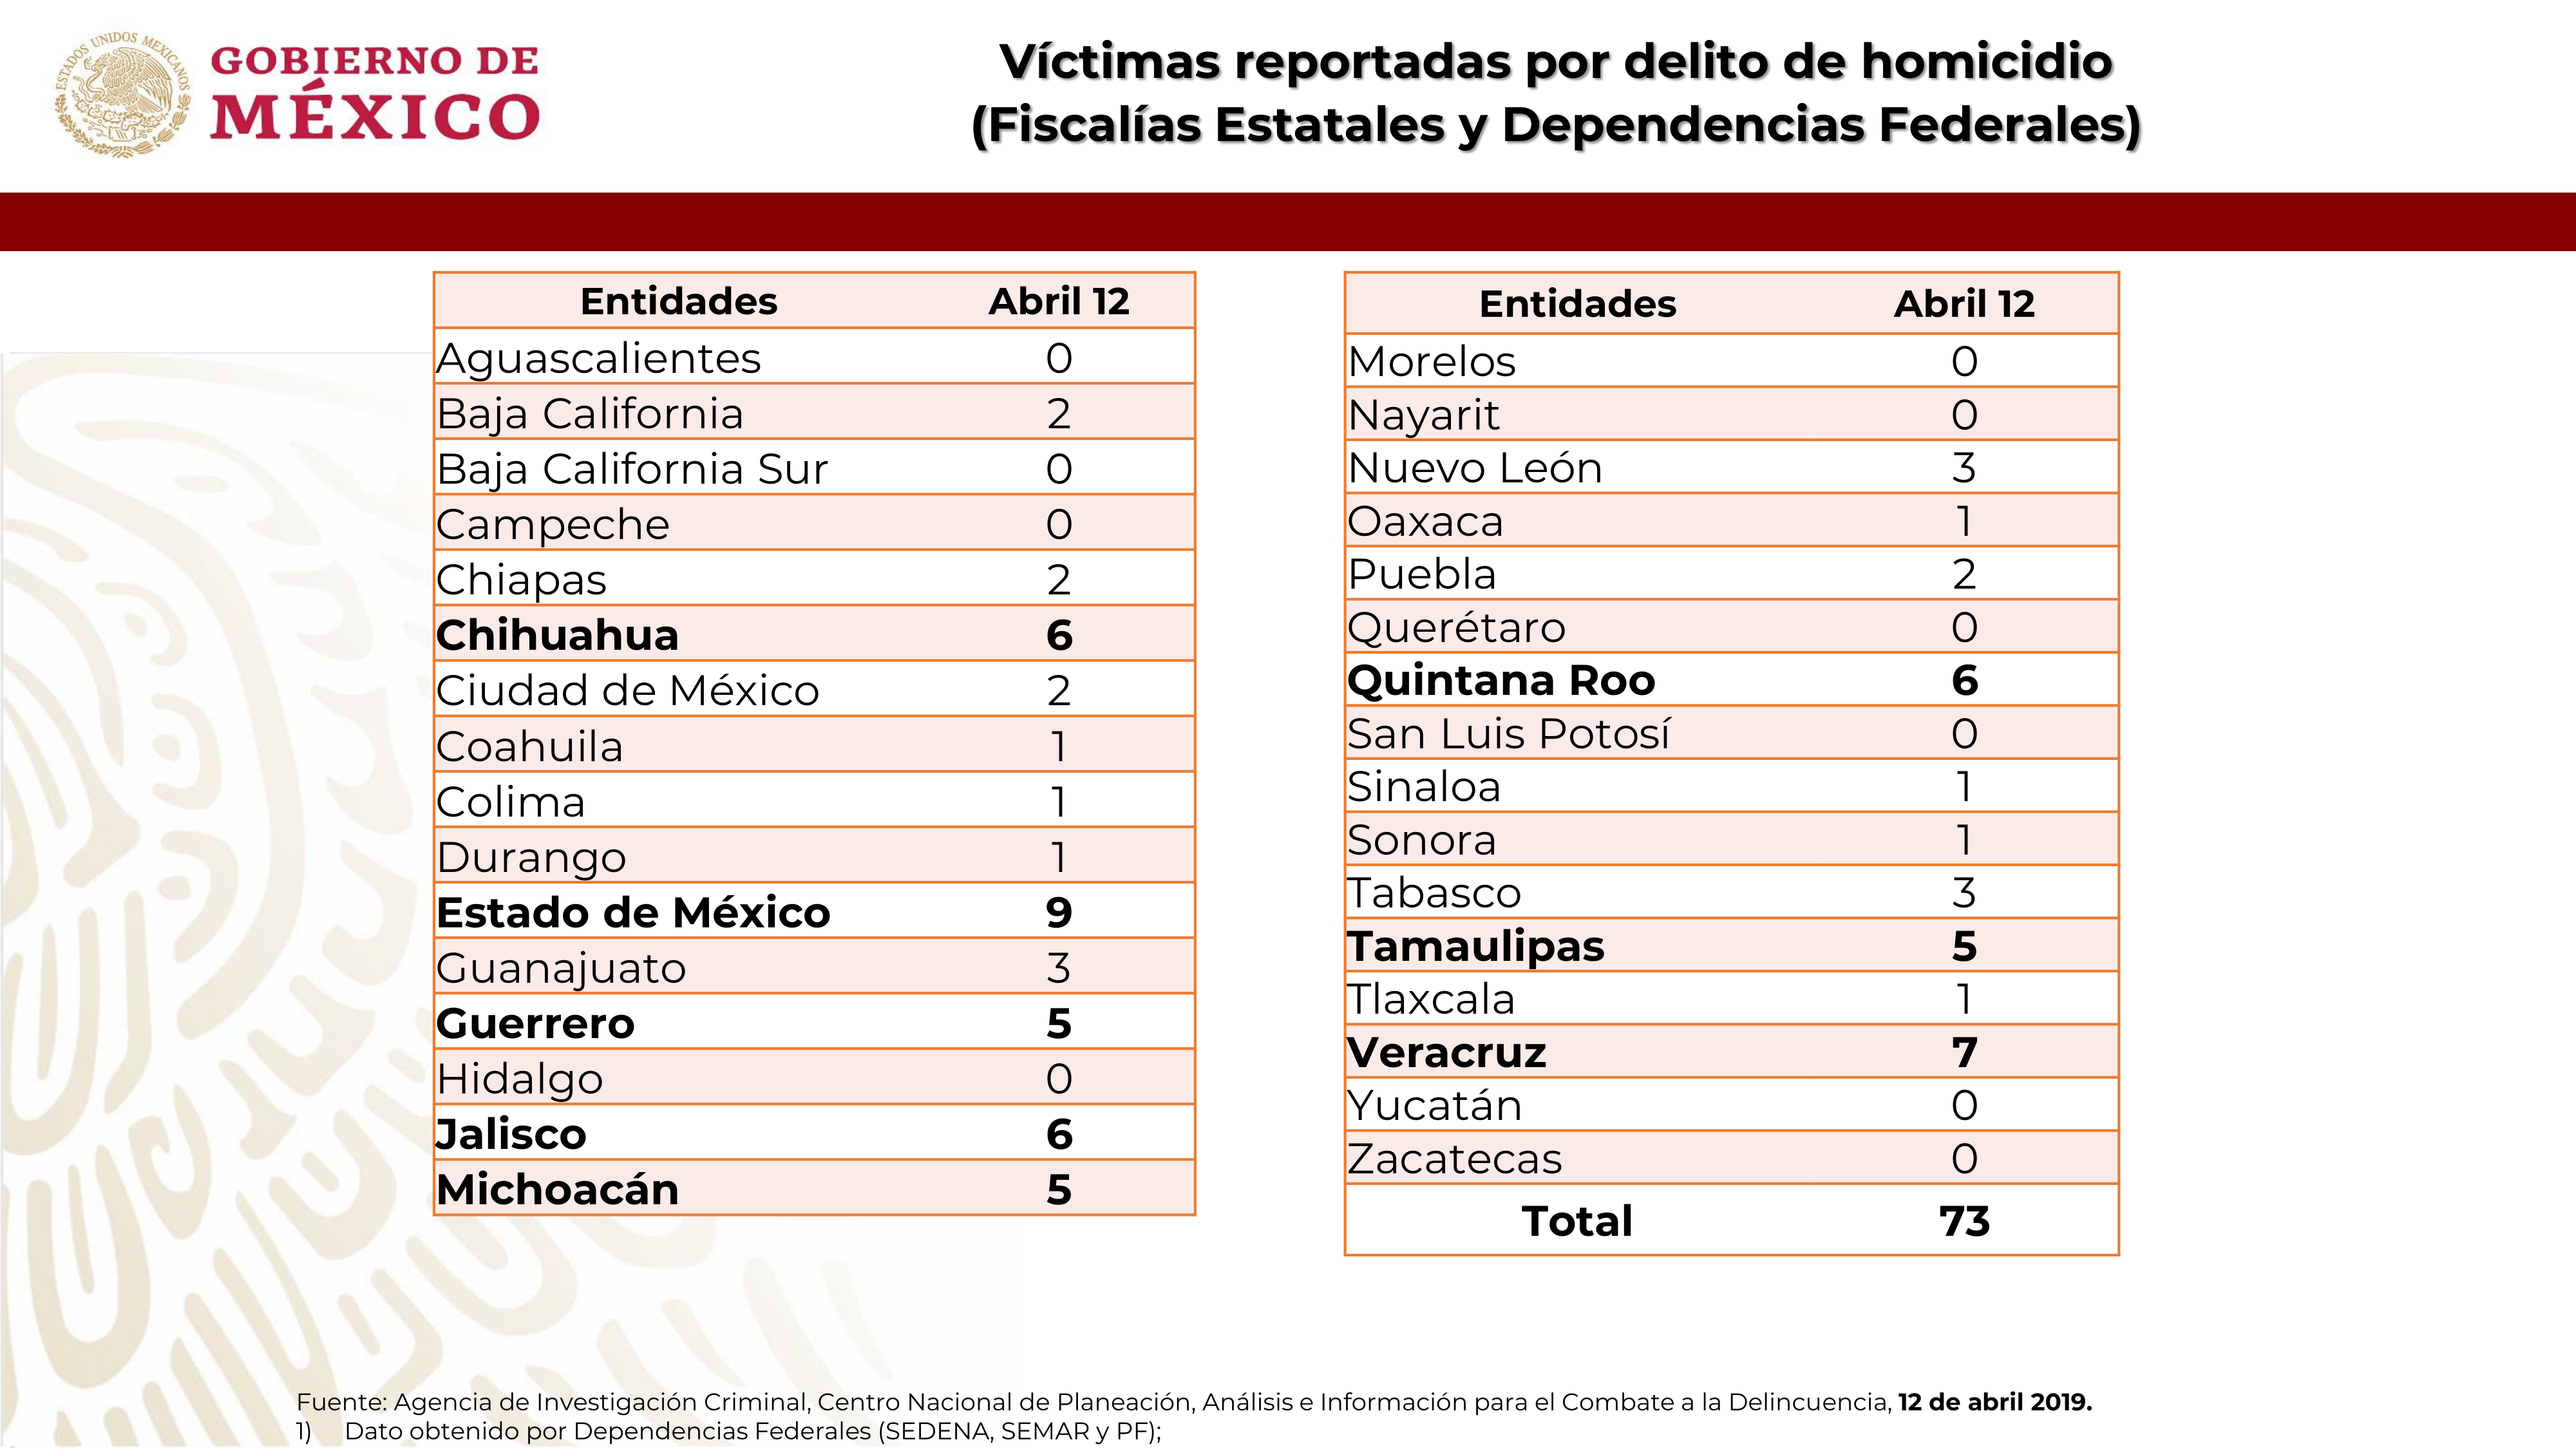 ESTADOS UNIDOS MEXICANOS
GOBIERNO DE
MÉXICO
Víctimas reportadas por delito de homicidio
(Fiscalías Estatales y Dependencias Federales)
Entidades Abril 12
Aguascalientes 0
Baja California 2
Baja California Sur 0
Campeche 0
Chiapas 2
Chihuahua 6
Ciudad de México 2
Coahuila 1
Colima 1
Durango 1
Estado de México 9
Guanajuato 3
Guerrero 5
Hidalgo 0
Jalisco 6
Michoacán 5
Entidades Abril 12
Morelos 0
Nayarit 0
Nuevo León 3
Oaxaca 1
Puebla 2
Querétaro 0
Quintana Roo 6
San Luis Potosí 0
Sinaloa 1
Sonora 1
Tabasco 3
Tamaulipas 5
Tlaxcala 1
Veracruz 7
Yucatán 0
Zacatecas 0
Total 73
Fuente: Agencia de Investigación Criminal, Centro Nacional de Planeación, Análisis e Información para el Combate a la Delincuencia, 12 de abril 2019.
1) Dato obtenido por Dependencias Federales (SEDENA, SEMAR y PF);